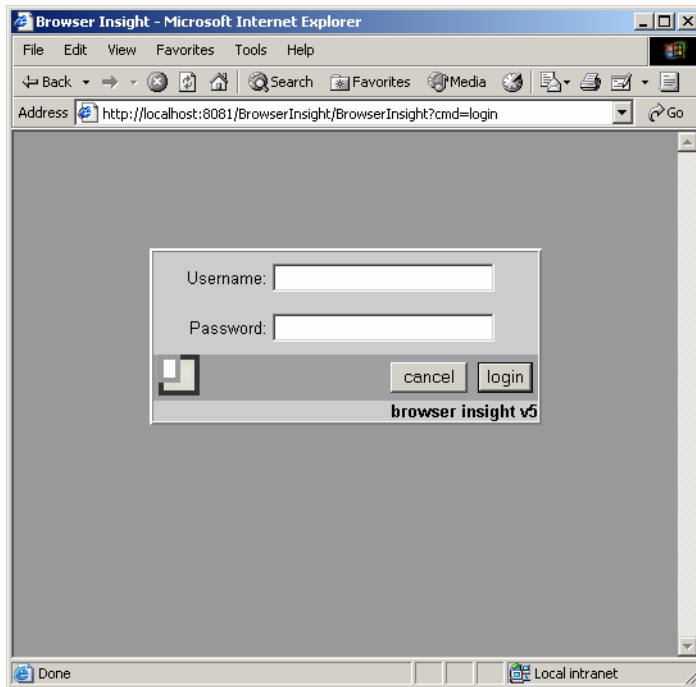 Browser Insight - Microsoft Internet Explorer
File Edit View Favorites Tools Help
Back Search Favorites Media
Address http://localhost:8081/BrowserInsight/BrowserInsight?cmd=login Go
Username:
Password:
cancel login
browser insight v5
Done Local intranet